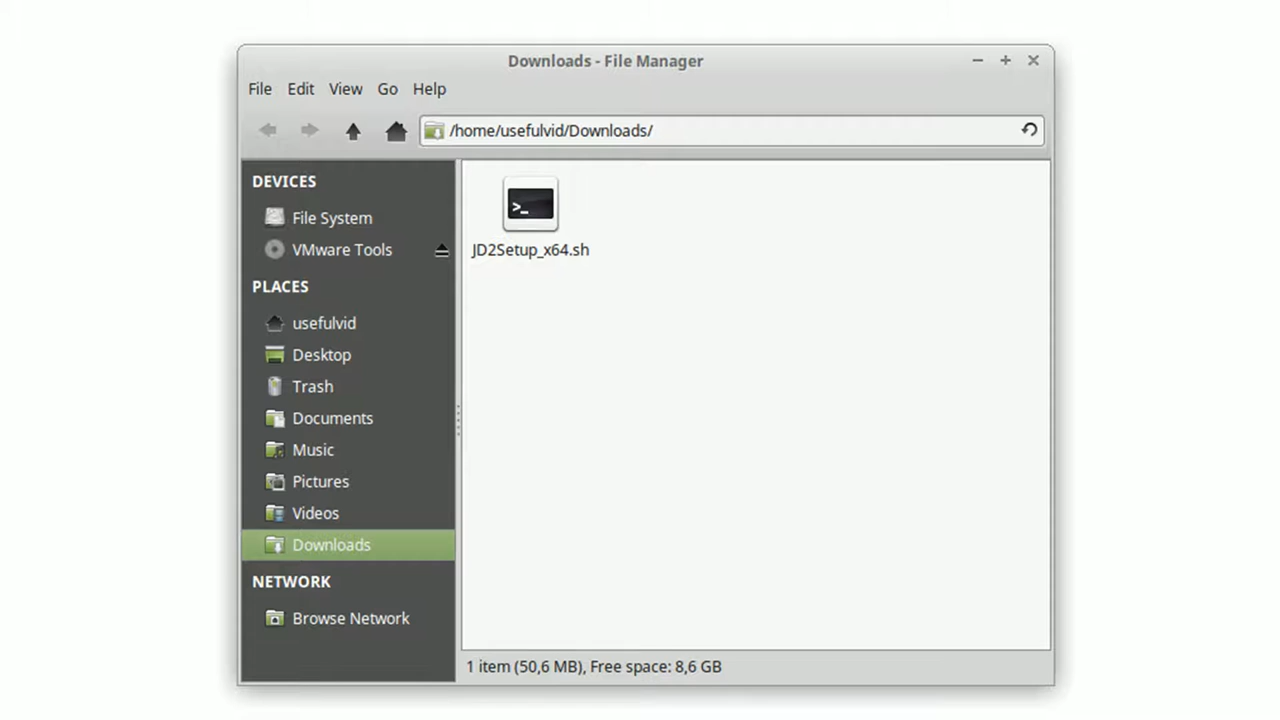 Downloads - File Manager
File Edit View Go Help
/home/usefulvid/Downloads/
DEVICES
File System
VMware Tools
PLACES
usefulvid
Desktop
Trash
Documents
Music
Pictures
Videos
Downloads
NETWORK
Browse Network
>_
JD2Setup_x64.sh
1 item (50,6 MB), Free space: 8,6 GB